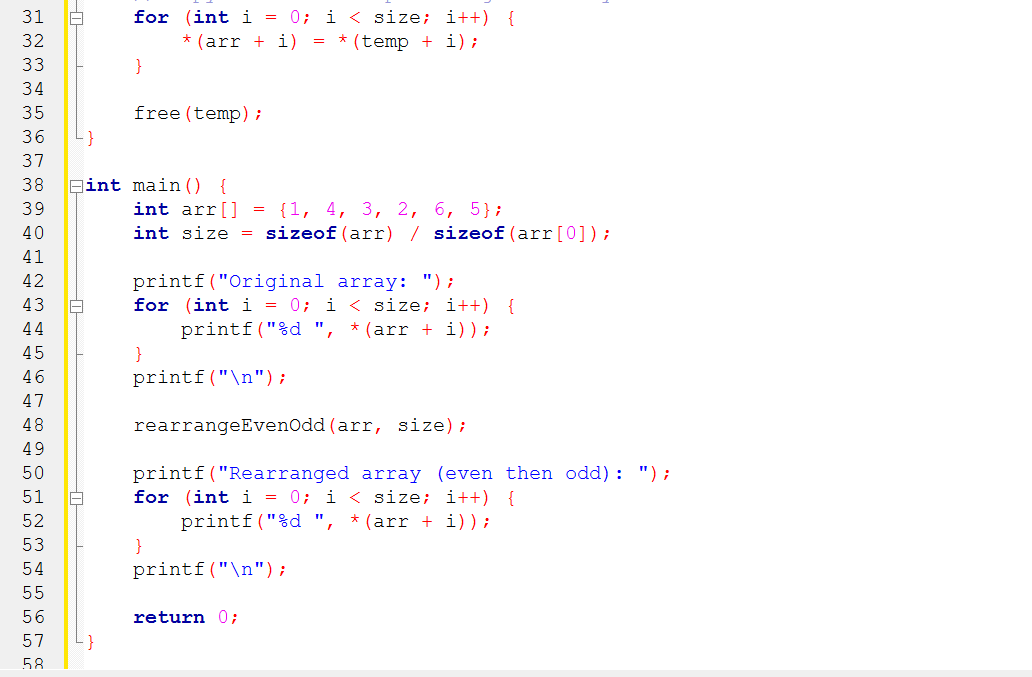 31 for (int i = 0; i < size; i++) {
32 *(arr + i) = *(temp + i);
33 }
34
35 free(temp);
36 }
37
38 int main() {
39 int arr[] = {1, 4, 3, 2, 6, 5};
40 int size = sizeof(arr) / sizeof(arr[0]);
41
42 printf("Original array: ");
43 for (int i = 0; i < size; i++) {
44 printf("%d ", *(arr + i));
45 }
46 printf("\n");
47
48 rearrangeEvenOdd(arr, size);
49
50 printf("Rearranged array (even then odd): ");
51 for (int i = 0; i < size; i++) {
52 printf("%d ", *(arr + i));
53 }
54 printf("\n");
55
56 return 0;
57 }
58